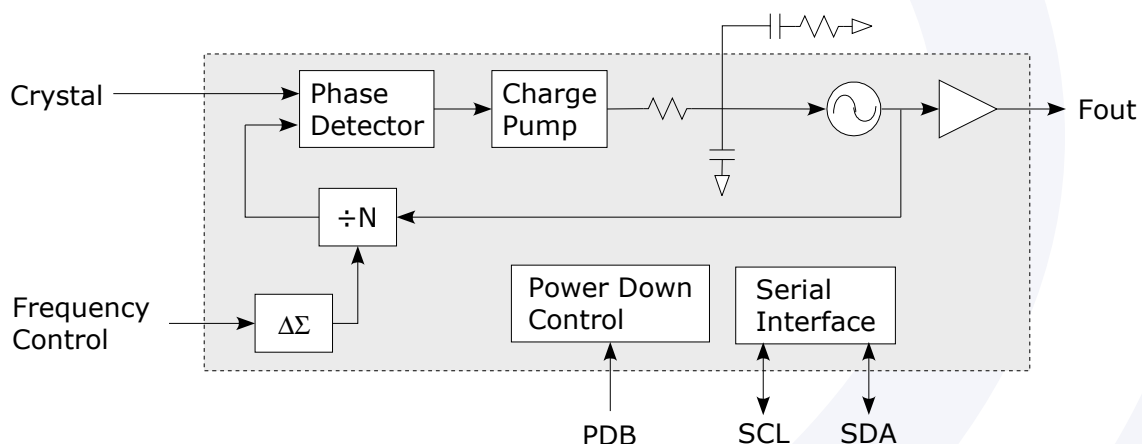 Crystal
Phase
Detector
Charge
Pump
Fout
÷N
Frequency
Control
ΔΣ
Power Down
Control
Serial
Interface
PDB
SCL
SDA